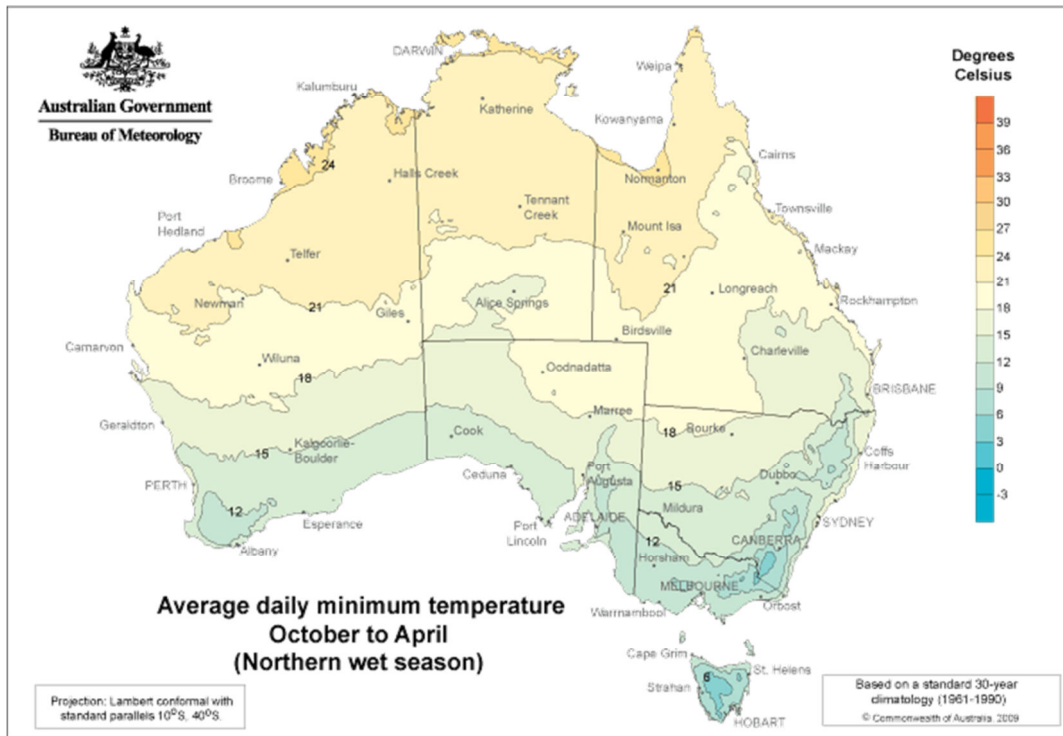 Australian Government
Bureau of Meteorology
DARWIN
Weipa
Degrees
Celsius
Kalumburu
Katherine
Kowanyama
39
36
33
30
27
24
21
18
15
12
9
6
3
0
-3
24
Cairns
Broome
Halls Creek
Normanton
Tennant
Creek
Townsville
Port
Hedland
Mount Isa
Telfer
Mackay
Newman
21
21
Longreach
Alice Springs
Rockhampton
Giles
Birdsville
Carnarvon
Charleville
Wiluna
Oodnadatta
18
BRISBANE
Geraldton
Marree
18
Bourke
Cook
15
Kalgoorlie-
Boulder
Coffs
Harbour
Ceduna
Port
Augusta
Dubbo
15
PERTH
Mildura
12
Esperance
ADELAIDE
SYDNEY
Port
Lincoln
12
CANBERRA
Albany
Horsham
MELBOURNE
Orbost
Warrnambool
Average daily minimum temperature
October to April
(Northern wet season)
Cape Grim
St. Helens
6
Strahan
HOBART
Projection: Lambert conformal with
standard parallels 10°S, 40°S.
Based on a standard 30-year
climatology (1961-1990)
© Commonwealth of Australia, 2009